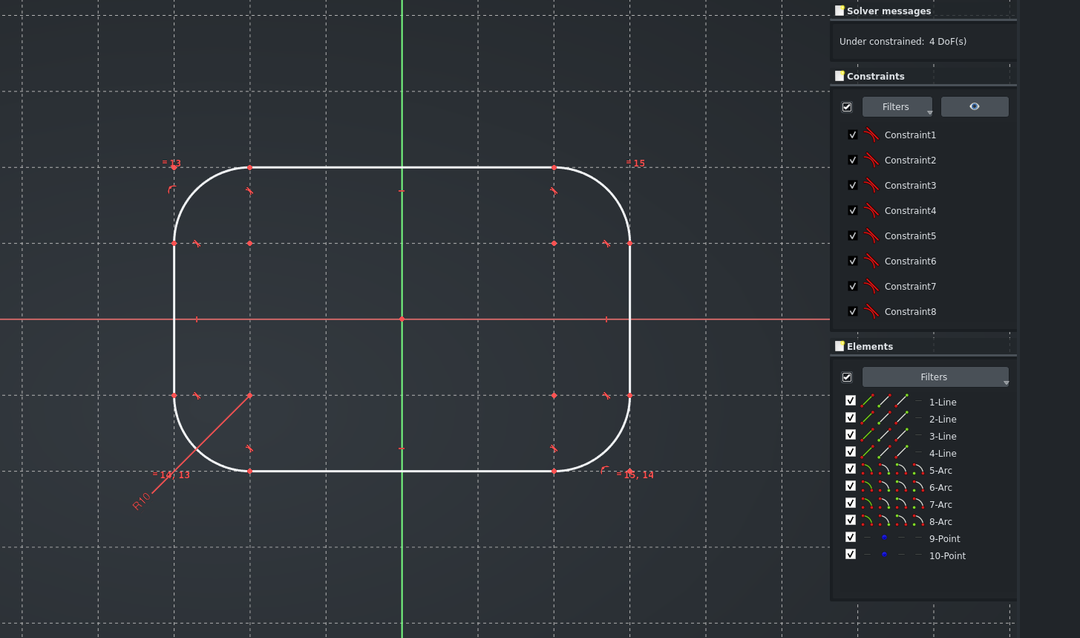 Solver messages
Under constrained: 4 DoF(s)
Constraints
Filters
Constraint1
Constraint2
Constraint3
Constraint4
Constraint5
Constraint6
Constraint7
Constraint8
Elements
Filters
1-Line
2-Line
3-Line
4-Line
5-Arc
6-Arc
7-Arc
8-Arc
9-Point
10-Point
= 13
= 15
= 14, 13
= 15, 14
R10